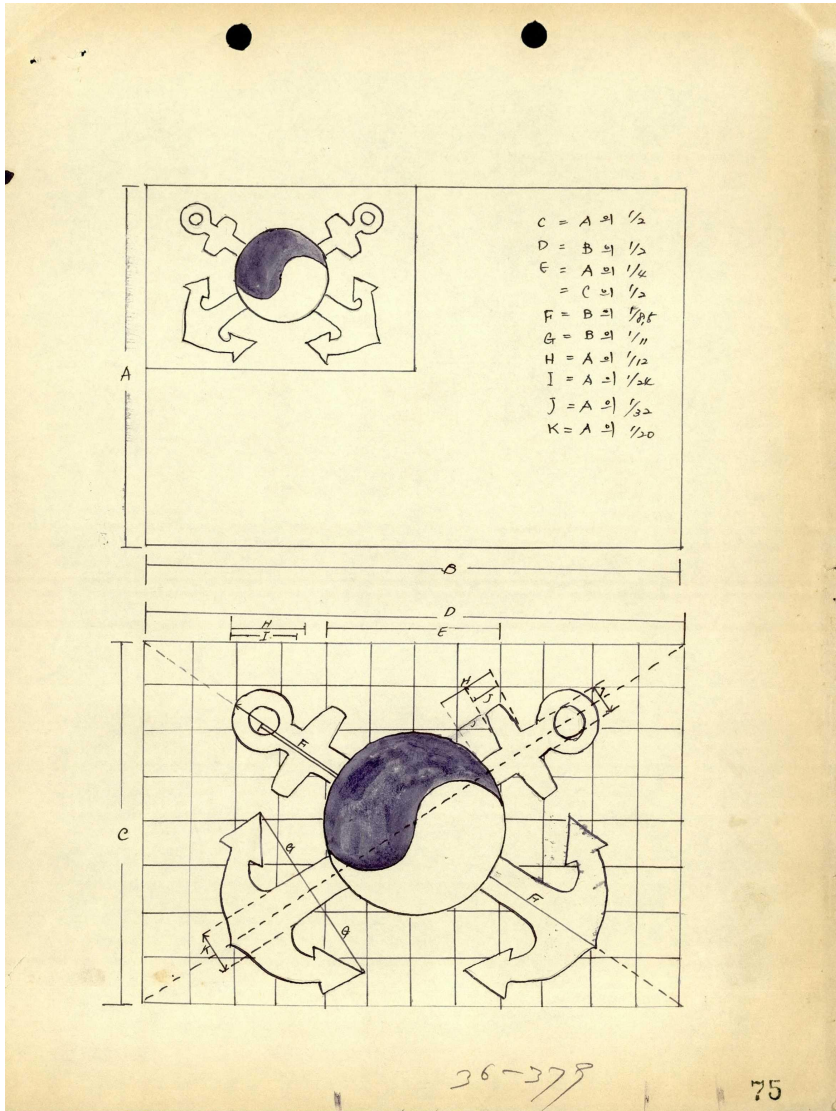 C = A 의 1/2
D = B 의 1/2
E = A 의 1/4
= C 의 1/2
F = B 의 1/8.5
G = B 의 1/11
H = A 의 1/12
I = A 의 1/24
J = A 의 1/32
K = A 의 1/20
A
B
D
H
E
I
H
J
J
F
F
C
G
F
G
K
36-379
75